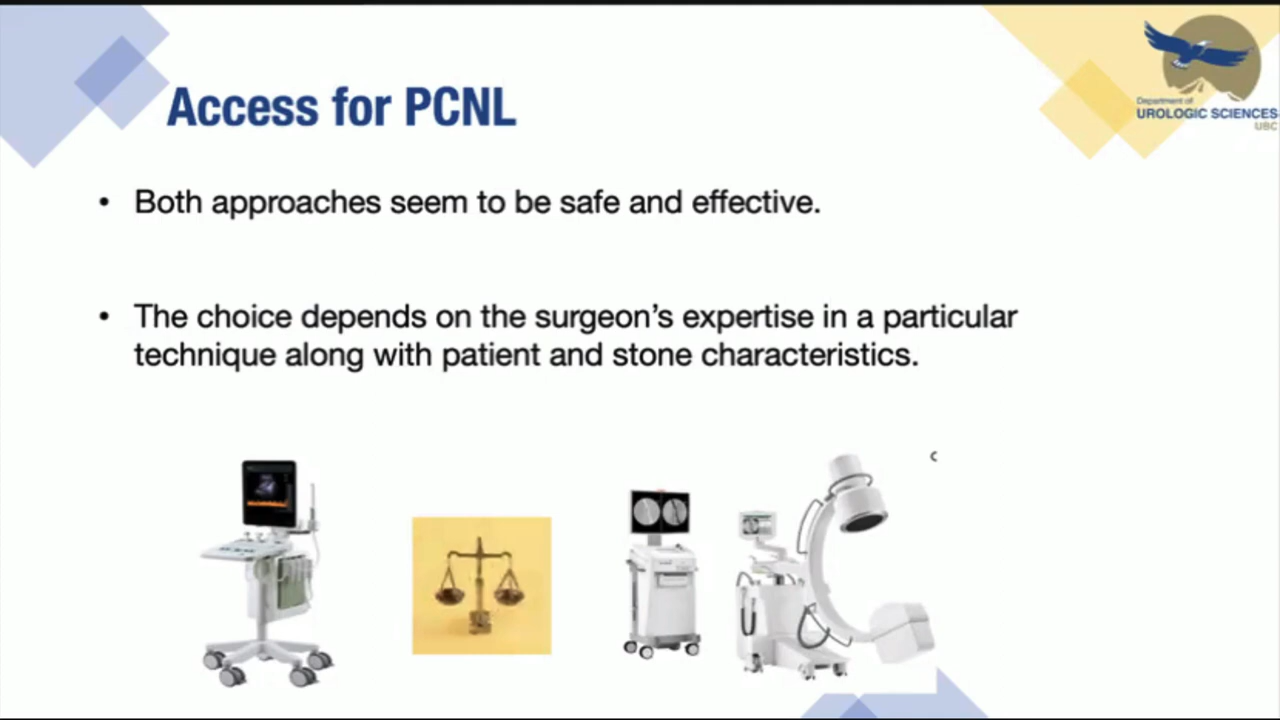 Access for PCNL
Department of
UROLOGIC SCIENCES
UBC
• Both approaches seem to be safe and effective.
• The choice depends on the surgeon's expertise in a particular
technique along with patient and stone characteristics.
c